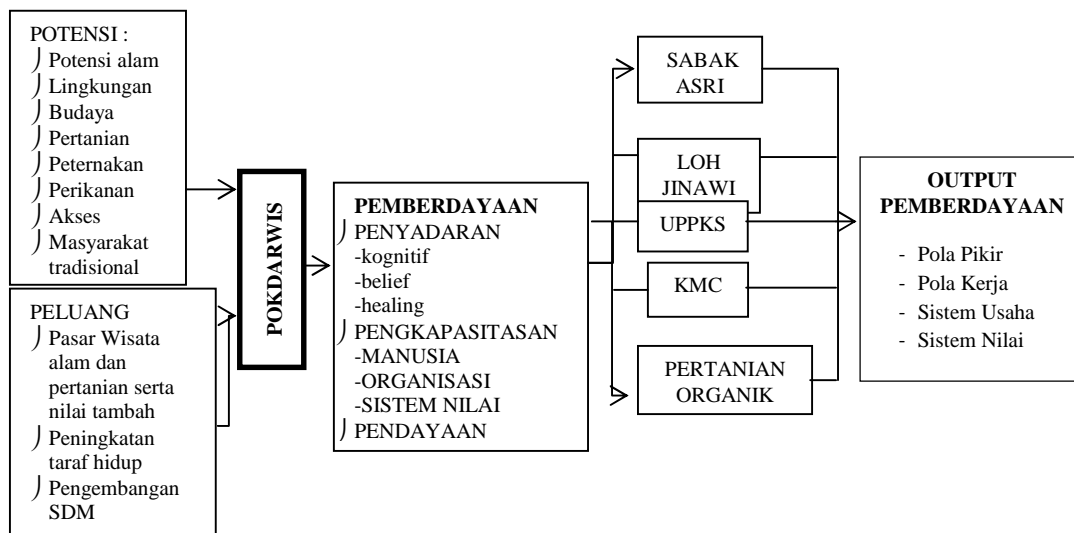 POTENSI :
⌡ Potensi alam
⌡ Lingkungan
⌡ Budaya
⌡ Pertanian
⌡ Peternakan
⌡ Perikanan
⌡ Akses
⌡ Masyarakat
tradisional
PELUANG
⌡ Pasar Wisata
alam dan
pertanian serta
nilai tambah
⌡ Peningkatan
taraf hidup
⌡ Pengembangan
SDM
POKDARWIS
PEMBERDAYAAN
⌡ PENYADARAN
-kognitif
-belief
-healing
⌡ PENGKAPASITASAN
-MANUSIA
-ORGANISASI
-SISTEM NILAI
⌡ PENDAYAAN
SABAK
ASRI
LOH
JINAWI
UPPKS
KMC
PERTANIAN
ORGANIK
OUTPUT
PEMBERDAYAAN
- Pola Pikir
- Pola Kerja
- Sistem Usaha
- Sistem Nilai